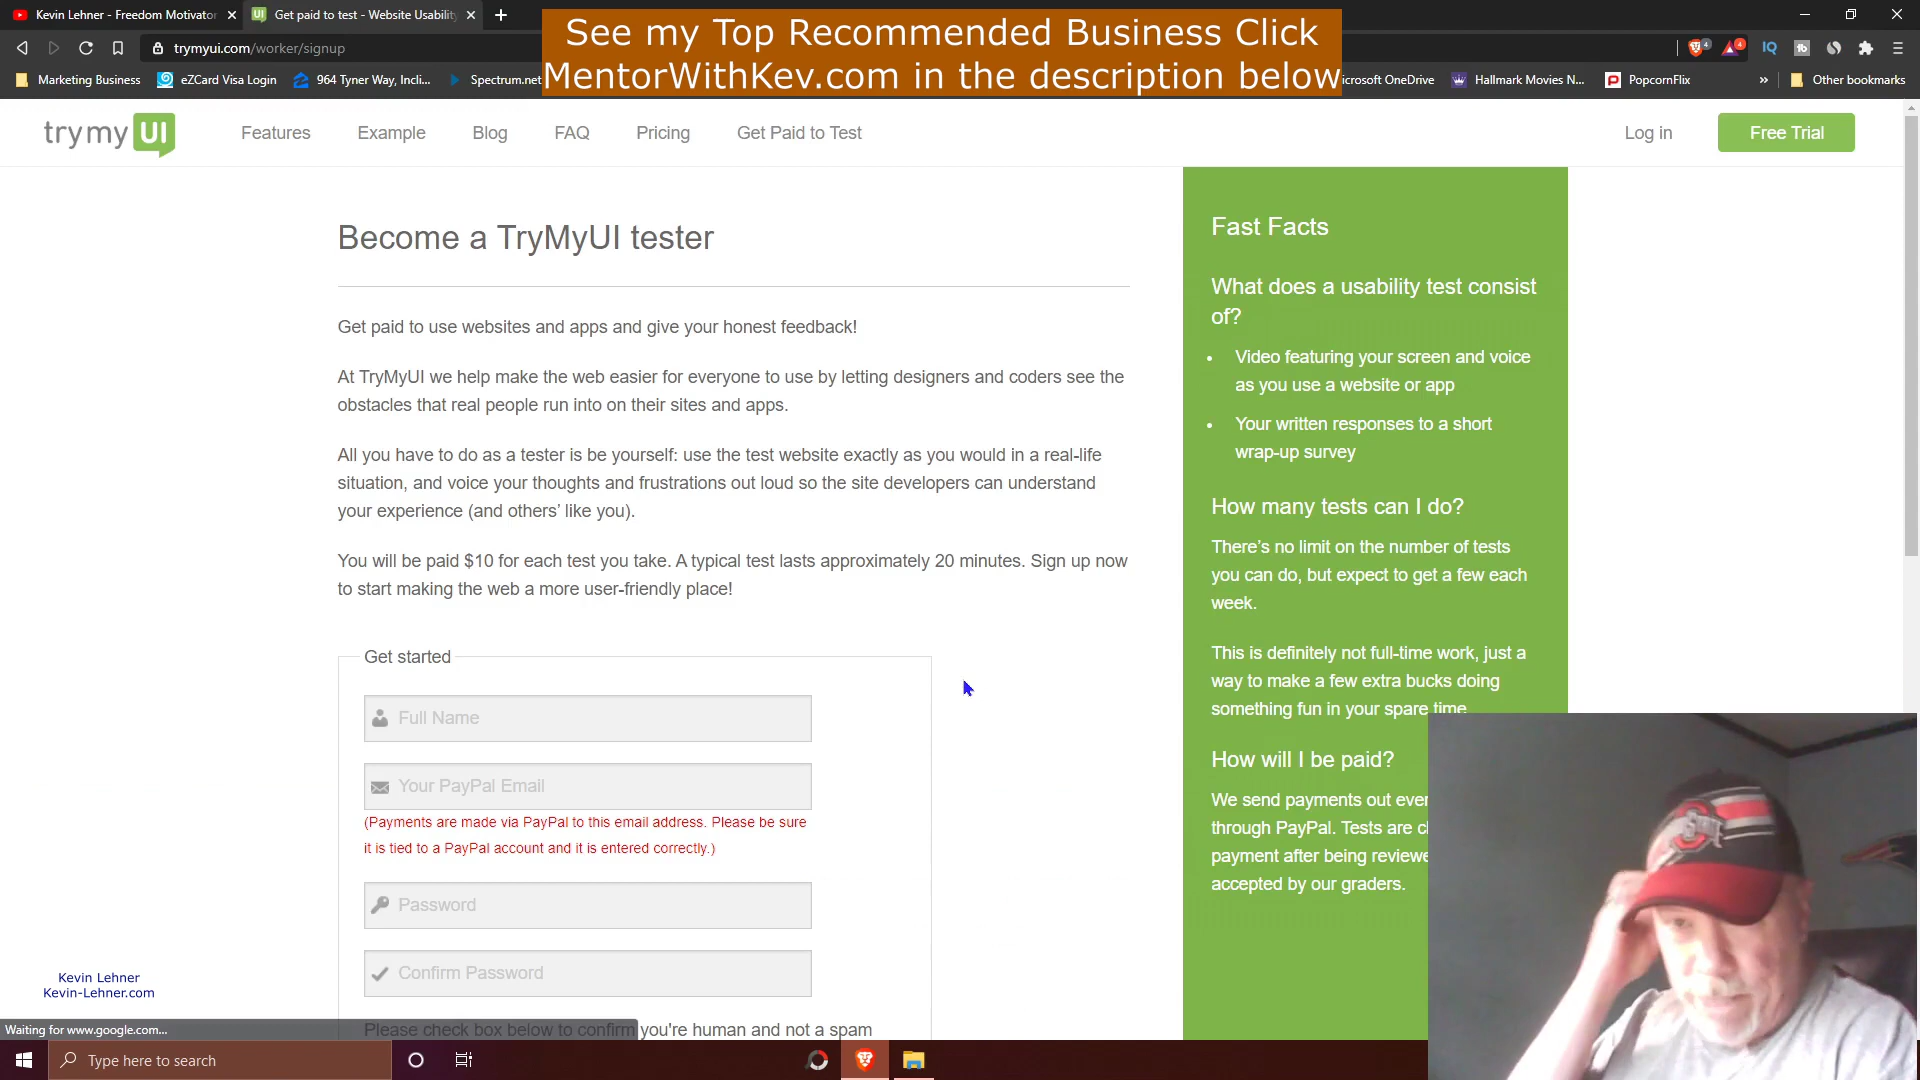 Kevin Lehner - Freedom Motivator
Get paid to test - Website Usability
See my Top Recommended Business Click
MentorWithKev.com in the description below
trymyui.com/worker/signup
4
4
IQ
Marketing Business
eZCard Visa Login
964 Tyner Way, Incli...
Spectrum.net
icrosoft OneDrive
Hallmark Movies N...
PopcornFlix
Other bookmarks
trymyUI
Features
Example
Blog
FAQ
Pricing
Get Paid to Test
Log in
Free Trial
Become a TryMyUI tester
Get paid to use websites and apps and give your honest feedback!
At TryMyUI we help make the web easier for everyone to use by letting designers and coders see the
obstacles that real people run into on their sites and apps.
All you have to do as a tester is be yourself: use the test website exactly as you would in a real-life
situation, and voice your thoughts and frustrations out loud so the site developers can understand
your experience (and others' like you).
You will be paid $10 for each test you take. A typical test lasts approximately 20 minutes. Sign up now
to start making the web a more user-friendly place!
Get started
Full Name
Your PayPal Email
(Payments are made via PayPal to this email address. Please be sure
it is tied to a PayPal account and it is entered correctly.)
Password
Confirm Password
Please check box below to confirm you're human and not a spam
Fast Facts
What does a usability test consist
of?
• Video featuring your screen and voice
as you use a website or app
• Your written responses to a short
wrap-up survey
How many tests can I do?
There's no limit on the number of tests
you can do, but expect to get a few each
week.
This is definitely not full-time work, just a
way to make a few extra bucks doing
something fun in your spare time
How will I be paid?
We send payments out ever
through PayPal. Tests are cl
payment after being reviewe
accepted by our graders.
Kevin Lehner
Kevin-Lehner.com
Waiting for www.google.com...
Type here to search